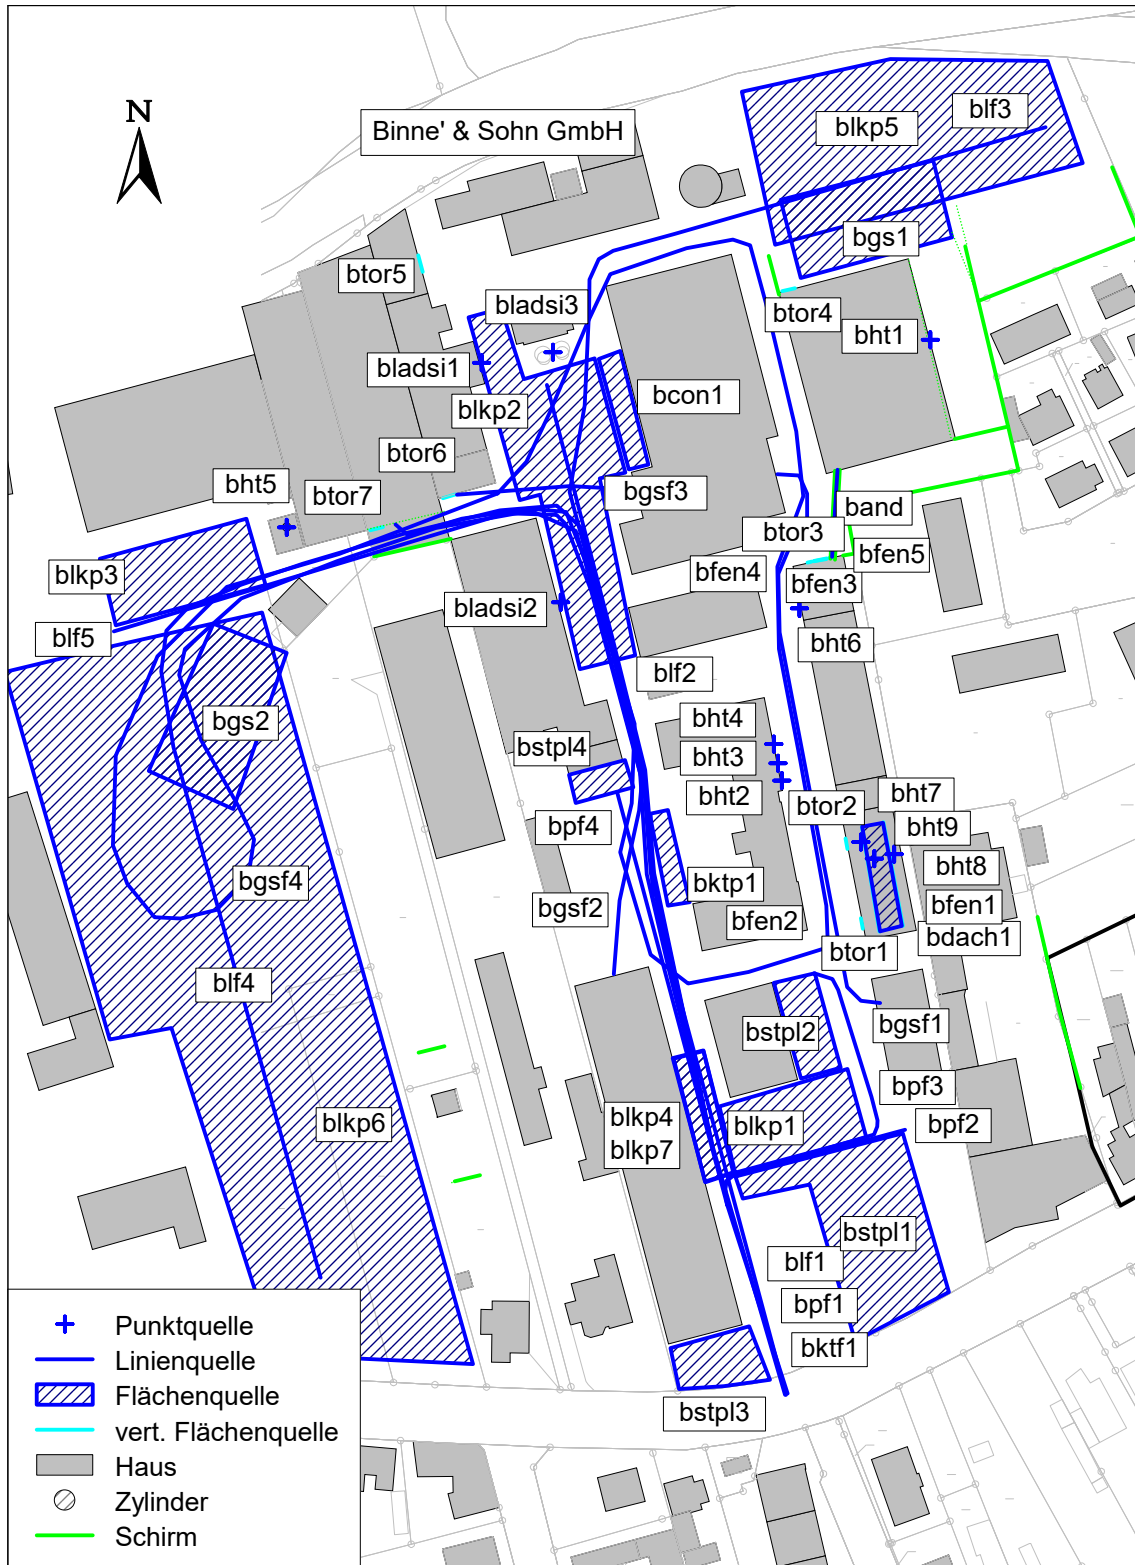 N
Binne' & Sohn GmbH
blkp5
blf3
bgs1
btor5
bladsi3
btor4
bht1
bladsi1
blkp2
bcon1
btor6
bht5
btor7
bgsf3
band
btor3
bfen5
bfen4
bfen3
blkp3
bladsi2
blf5
bht6
blf2
bgs2
bht4
bstpl4
bht3
bht2
bht7
btor2
bpf4
bht9
bht8
bgsf4
bktp1
bgsf2
bfen1
bfen2
bdach1
btor1
blf4
bgsf1
bstpl2
bpf3
blkp6
blkp4
blkp7
blkp1
bpf2
bstpl1
blf1
bpf1
bktf1
bstpl3
Punktquelle
Linienquelle
Flächenquelle
vert. Flächenquelle
Haus
Zylinder
Schirm